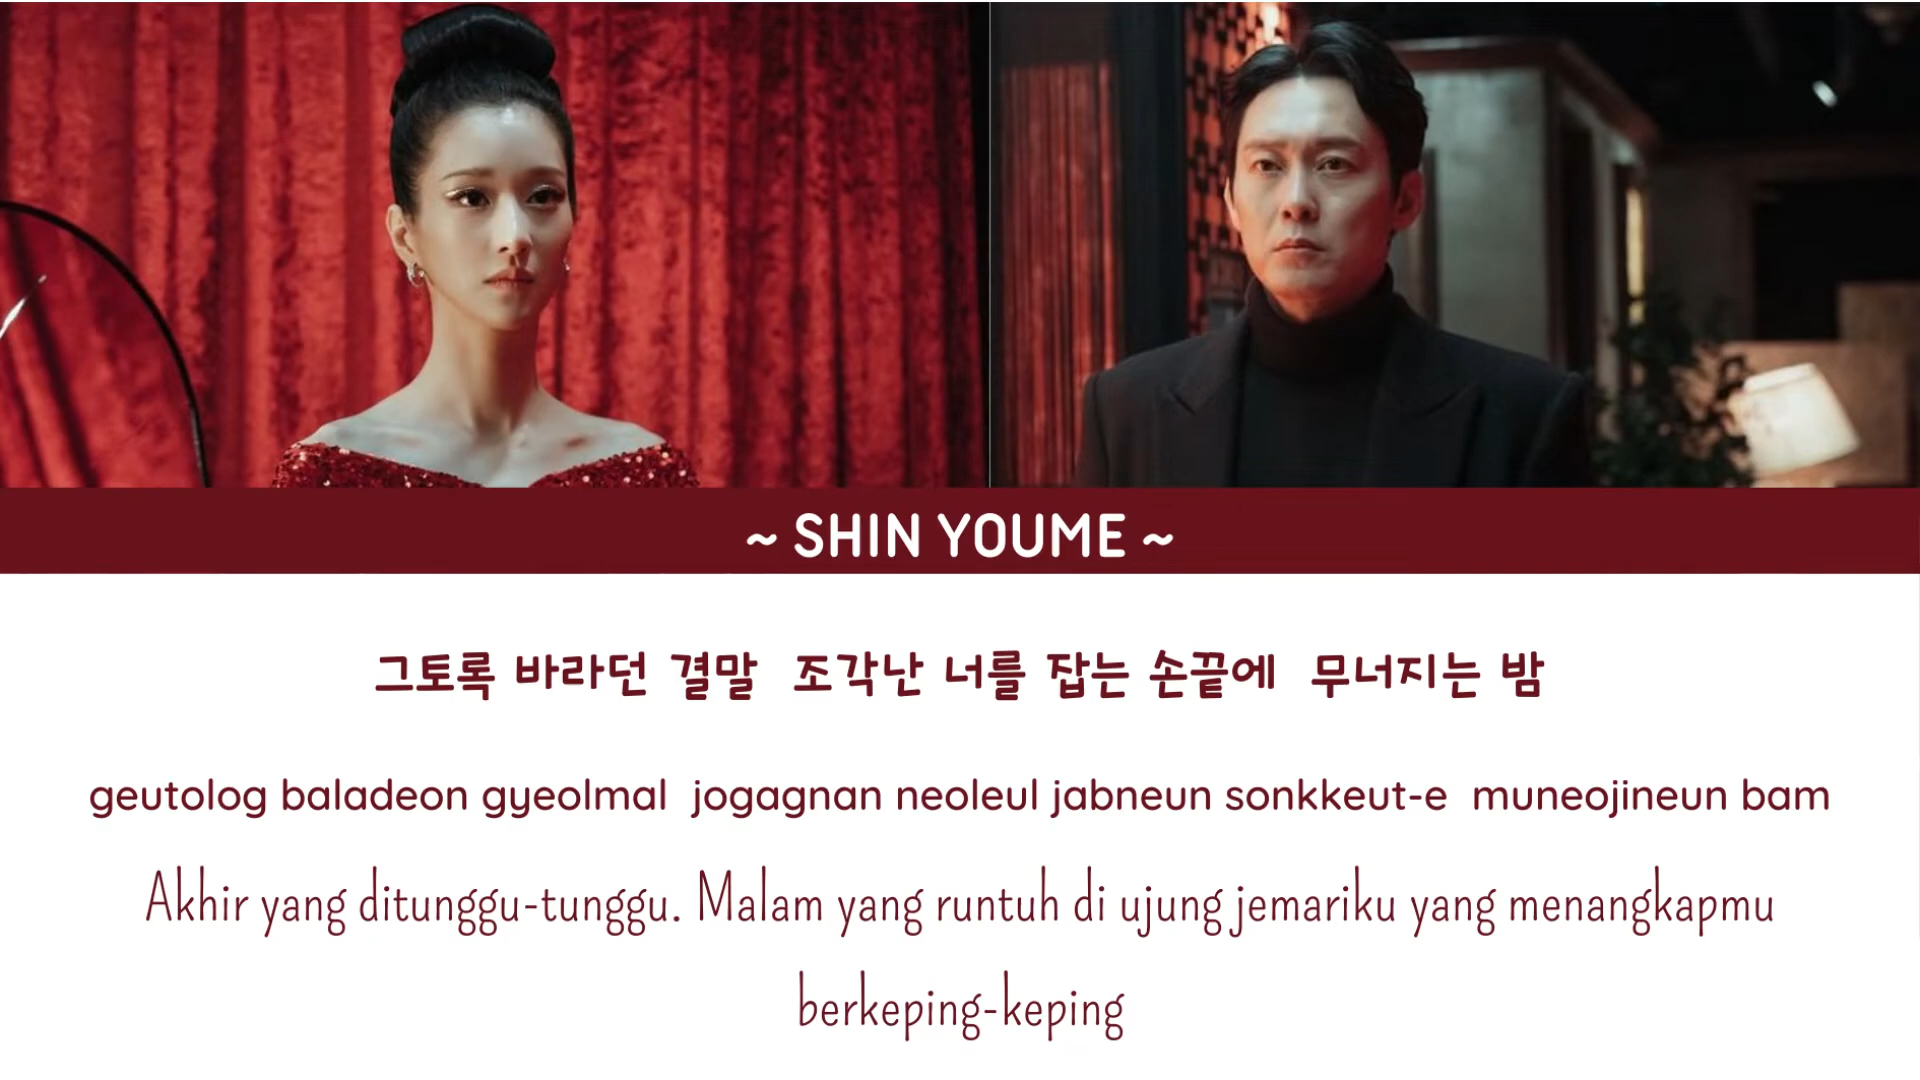 ~ SHIN YOUME ~
그토록 바라던 결말  조각난 너를 잡는 손끝에  무너지는 밤
geutolog baladeon gyeolmal  jogagnan neoleul jabneun sonkkeut-e  muneojineun bam
Akhir yang ditunggu-tunggu. Malam yang runtuh di ujung jemariku yang menangkapmu
berkeping-keping